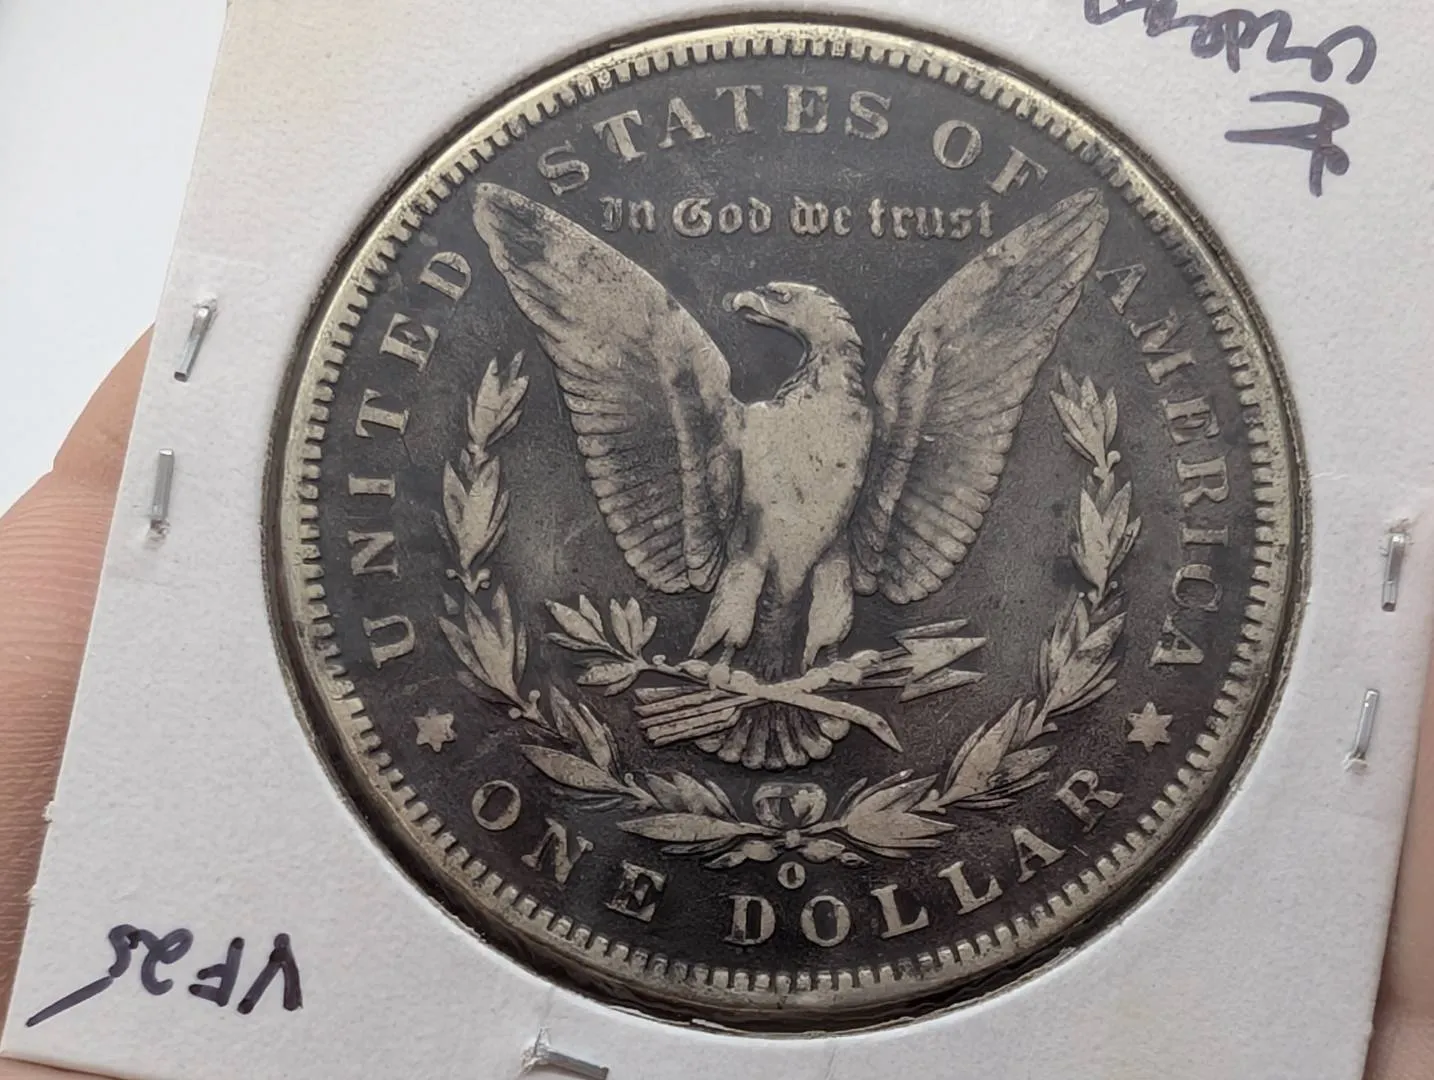 UNITED STATES OF AMERICA
In God we trust
O
ONE DOLLAR
VF25